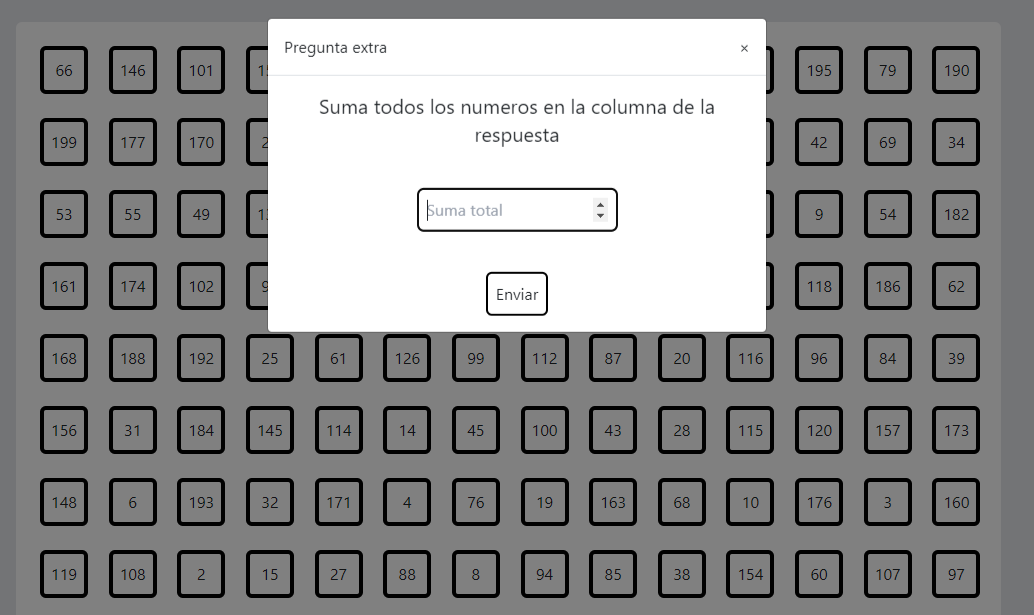 Pregunta extra ×
Suma todos los numeros en la columna de la
respuesta
Suma total
Enviar
66 146 101 195 79 190
199 177 170 42 69 34
53 55 49 9 54 182
161 174 102 118 186 62
168 188 192 25 61 126 99 112 87 20 116 96 84 39
156 31 184 145 114 14 45 100 43 28 115 120 157 173
148 6 193 32 171 4 76 19 163 68 10 176 3 160
119 108 2 15 27 88 8 94 85 38 154 60 107 97